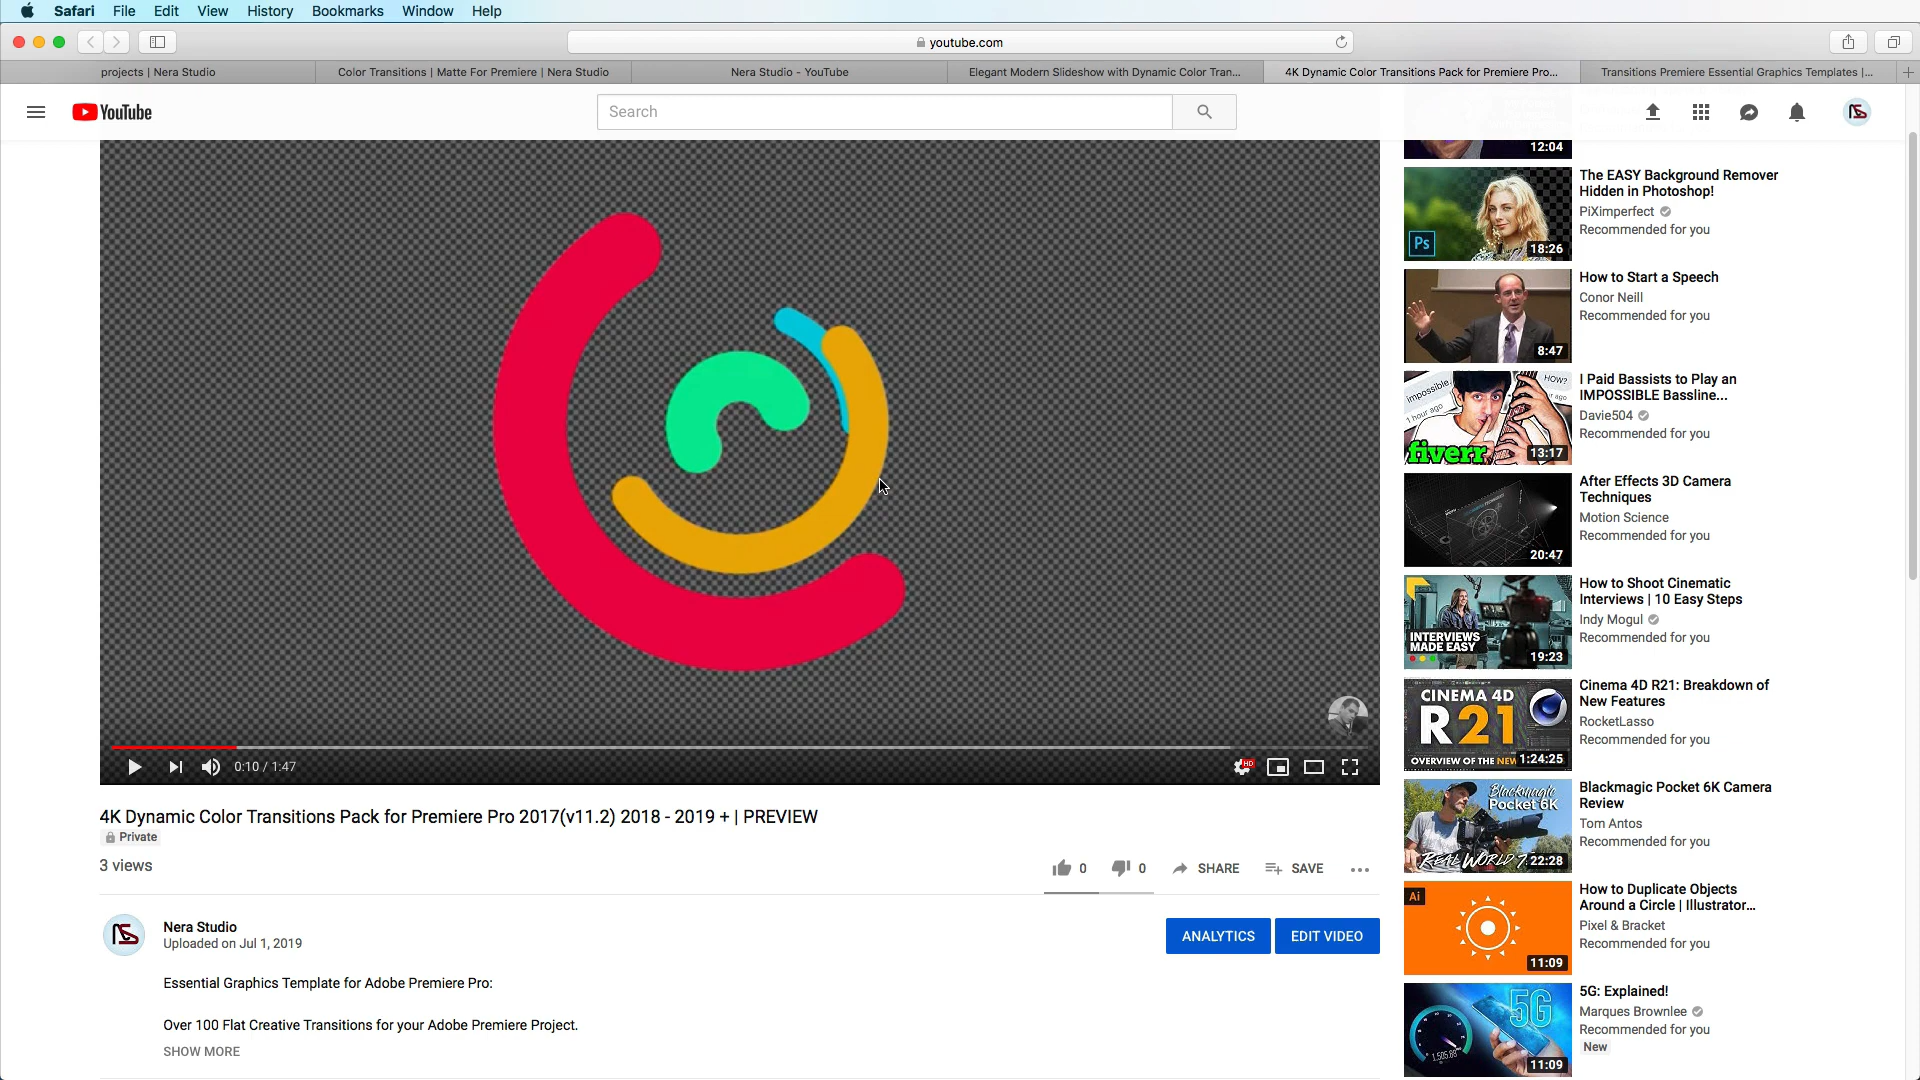 Safari File Edit View History Bookmarks Window Help
youtube.com
projects | Nera Studio
Color Transitions | Matte For Premiere | Nera Studio
Nera Studio - YouTube
Elegant Modern Slideshow with Dynamic Color Tran...
4K Dynamic Color Transitions Pack for Premiere Pro...
Transitions Premiere Essential Graphics Templates |...
YouTube
Search
12:04
The EASY Background Remover
Hidden in Photoshop!
PiXimperfect
Recommended for you
Ps
18:26
How to Start a Speech
Conor Neill
Recommended for you
8:47
I Paid Bassists to Play an
IMPOSSIBLE Bassline...
Davie504
Recommended for you
impossible.
1 hour ago
HOW?
fiverr
13:17
After Effects 3D Camera
Techniques
Motion Science
Recommended for you
20:47
How to Shoot Cinematic
Interviews | 10 Easy Steps
Indy Mogul
Recommended for you
INTERVIEWS
MADE EASY
19:23
Cinema 4D R21: Breakdown of
New Features
RocketLasso
Recommended for you
CINEMA 4D
R21
OVERVIEW OF THE NEW
1:24:25
Blackmagic Pocket 6K Camera
Review
Tom Antos
Recommended for you
Blackmagic
Pocket 6K
REAL WORLD
22:28
How to Duplicate Objects
Around a Circle | Illustrator...
Pixel & Bracket
Recommended for you
Ai
11:09
5G: Explained!
Marques Brownlee
Recommended for you
New
5G
11:09
0:10 / 1:47
HD
4K Dynamic Color Transitions Pack for Premiere Pro 2017(v11.2) 2018 - 2019 + | PREVIEW
Private
3 views
0
0
SHARE
SAVE
Nera Studio
Uploaded on Jul 1, 2019
ANALYTICS
EDIT VIDEO
Essential Graphics Template for Adobe Premiere Pro:
Over 100 Flat Creative Transitions for your Adobe Premiere Project.
SHOW MORE